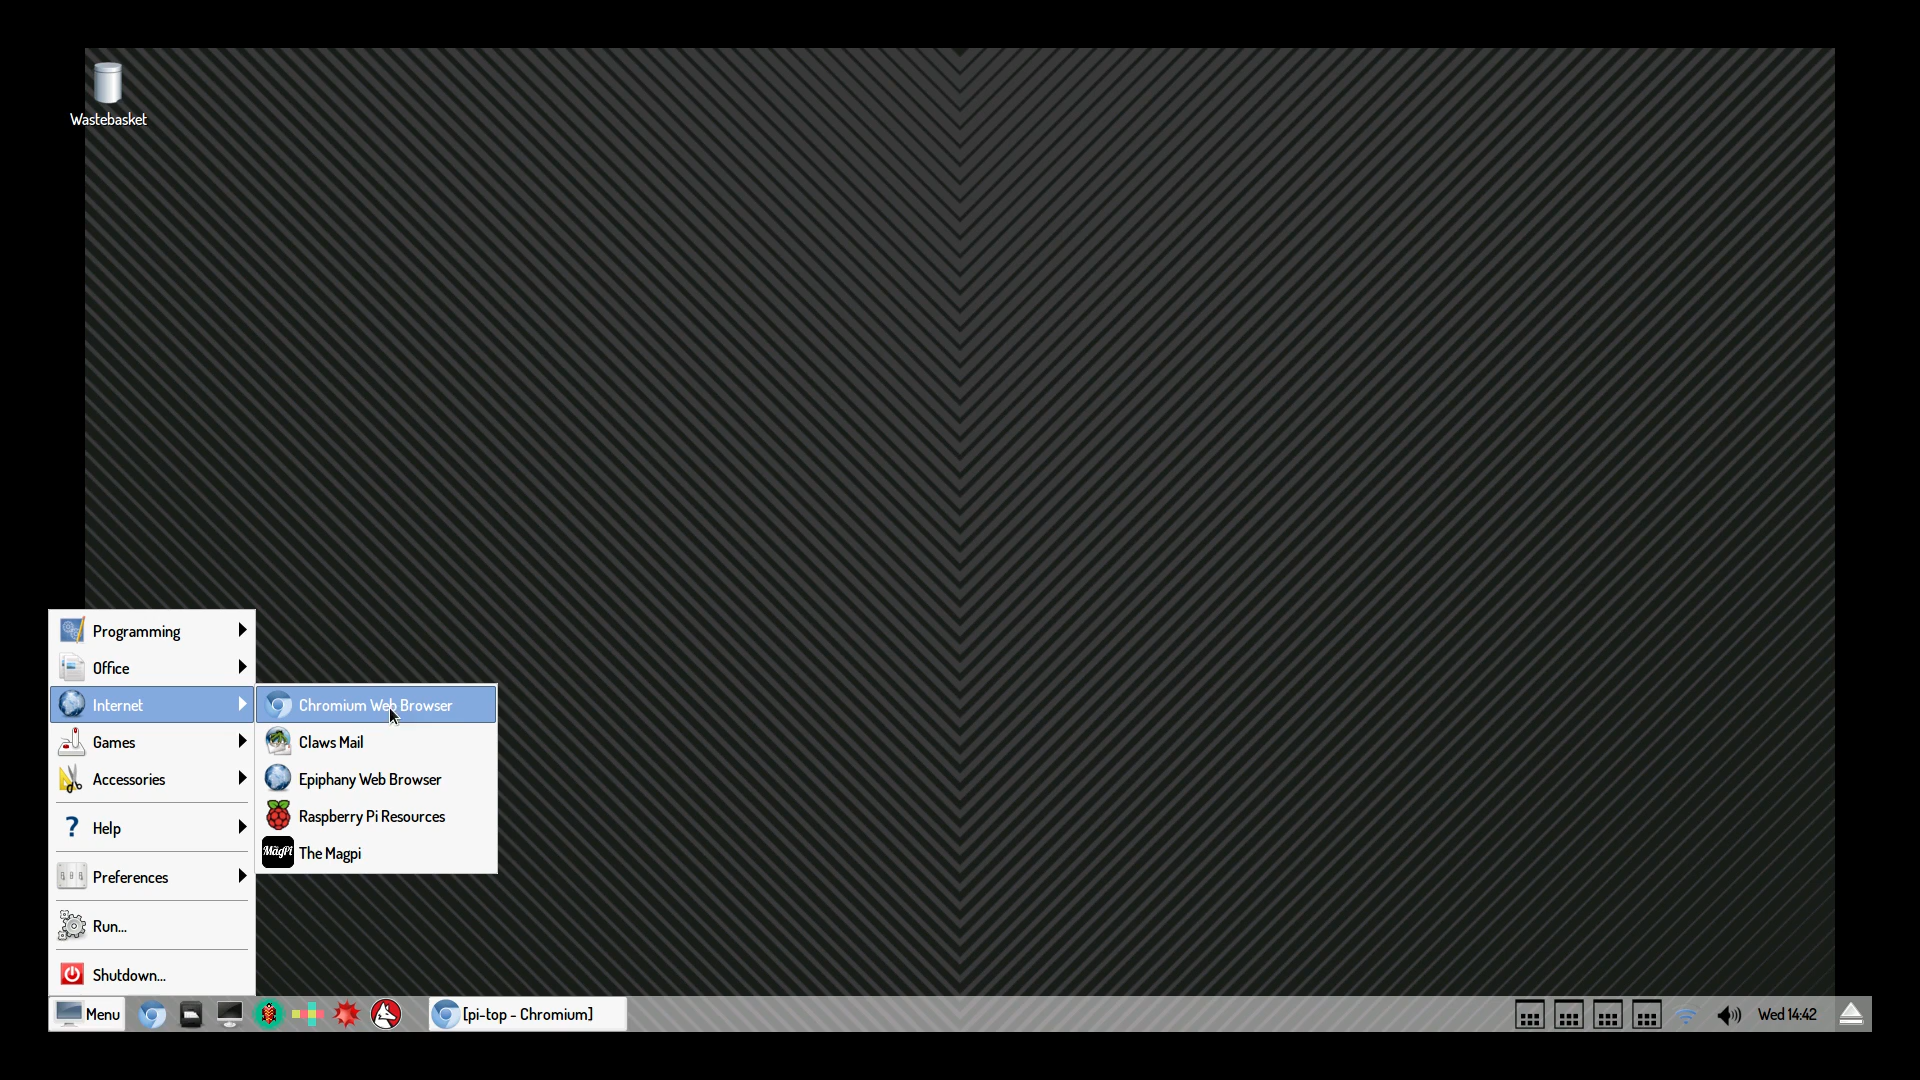 Wastebasket
Programming
Office
Internet
Games
Accessories
Help
Preferences
Run...
Shutdown...
Chromium Web Browser
Claws Mail
Epiphany Web Browser
Raspberry Pi Resources
MagPi
The Magpi
Menu
[pi-top - Chromium]
Wed 14:42